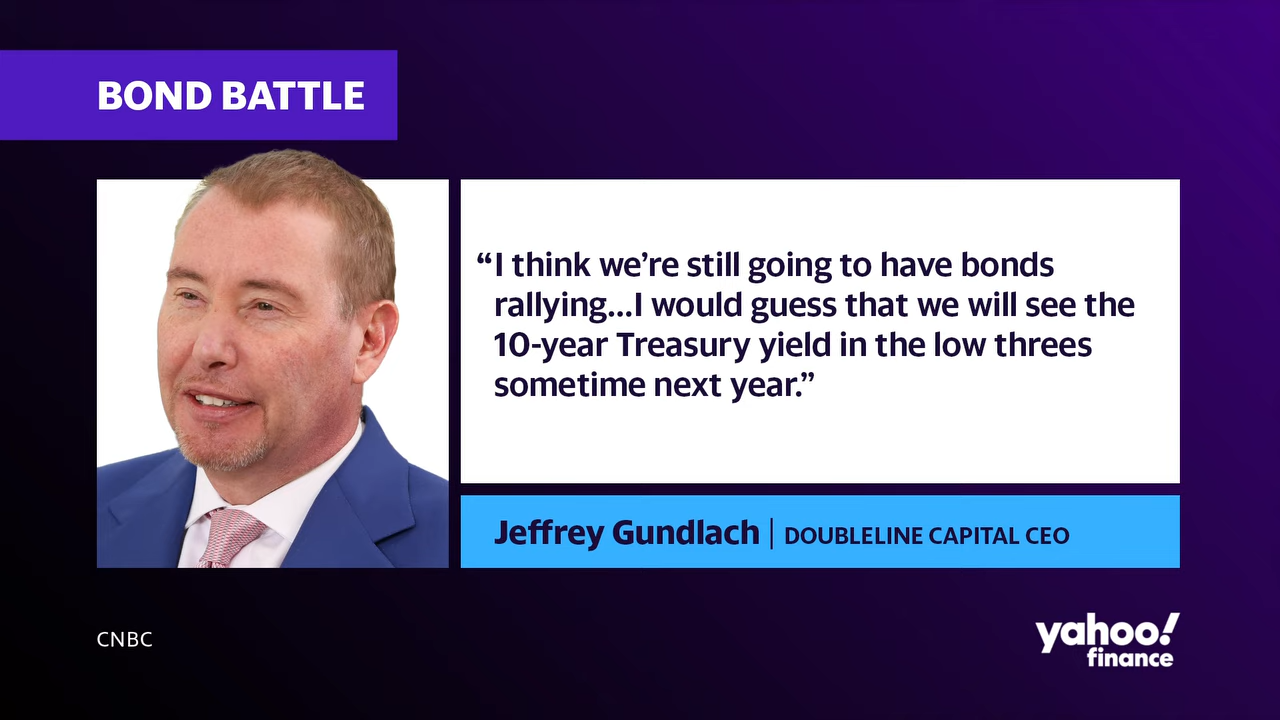 BOND BATTLE
“I think we’re still going to have bonds
rallying...I would guess that we will see the
10-year Treasury yield in the low threes
sometime next year.”
Jeffrey Gundlach | DOUBLELINE CAPITAL CEO
CNBC
yahoo!
finance